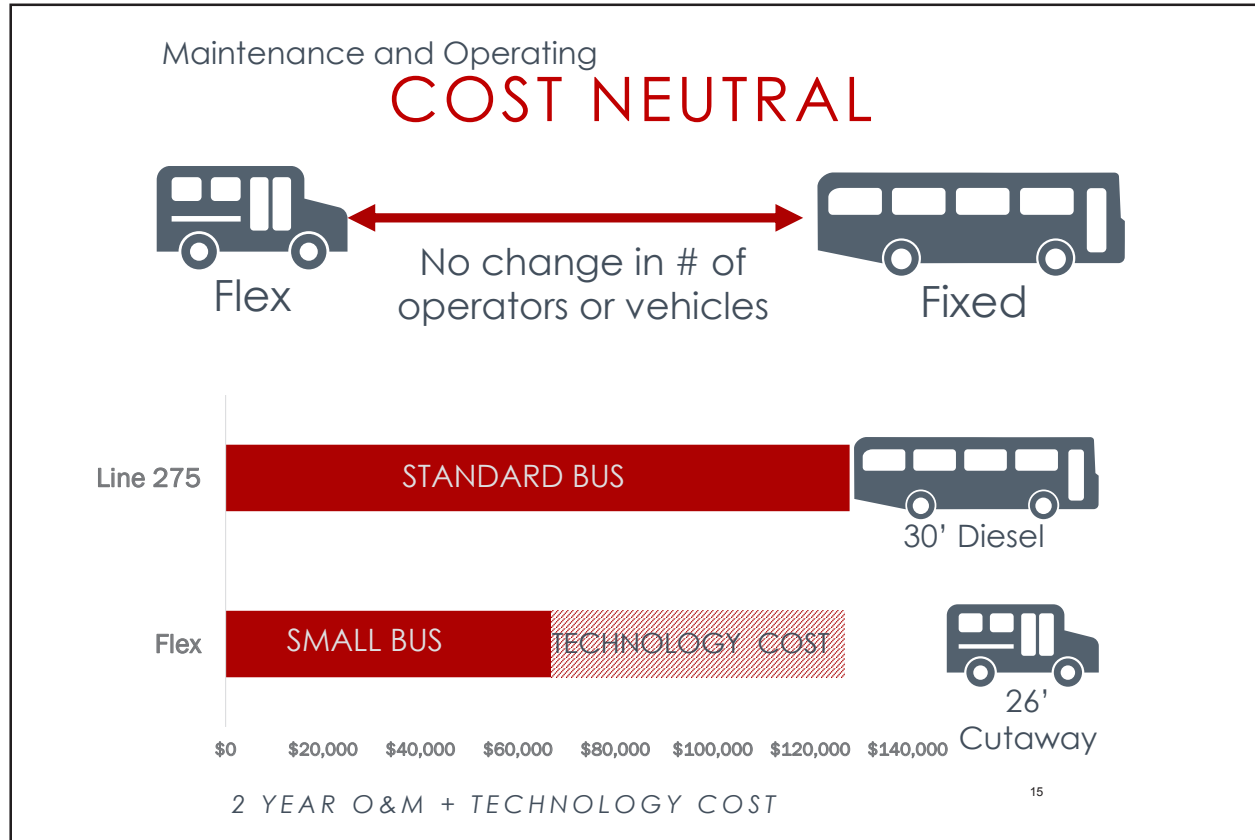 Maintenance and Operating
COST NEUTRAL
No change in # of
operators or vehicles
Flex
Fixed
Line 275
STANDARD BUS
30’ Diesel
Flex
SMALL BUS
TECHNOLOGY COST
26’
Cutaway
$0 $20,000 $40,000 $60,000 $80,000 $100,000 $120,000 $140,000
2 YEAR O&M + TECHNOLOGY COST
15